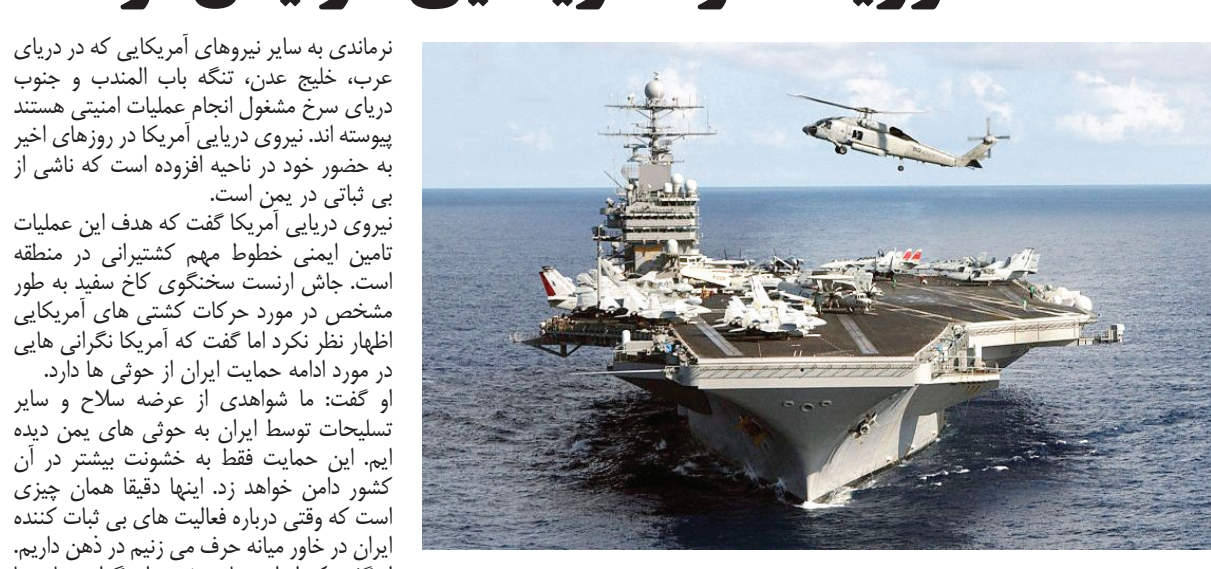 نرماندی به سایر نیروهای آمریکایی که در دریای
عرب، خلیج عدن، تنگه باب المندب و جنوب
دریای سرخ مشغول انجام عملیات امنیتی هستند
پیوسته اند. نیروی دریایی آمریکا در روزهای اخیر
به حضور خود در ناحیه افزوده است که ناشی از
بی ثباتی در یمن است.
نیروی دریایی آمریکا گفت که هدف این عملیات
تامین ایمنی خطوط مهم کشتیرانی در منطقه
است. جاش ارنست سخنگوی کاخ سفید به طور
مشخص در مورد حرکات کشتی های آمریکایی
اظهار نظر نکرد اما گفت که آمریکا نگرانی هایی
در مورد ادامه حمایت ایران از حوثی ها دارد.
او گفت: ما شواهدی از عرضه سلاح و سایر
تسلیحات توسط ایران به حوثی های یمن دیده
ایم. این حمایت فقط به خشونت بیشتر در آن
کشور دامن خواهد زد. اینها دقیقا همان چیزی
است که وقتی درباره فعالیت های بی ثبات کننده
ایران در خاور میانه حرف می زنیم در ذهن داریم.